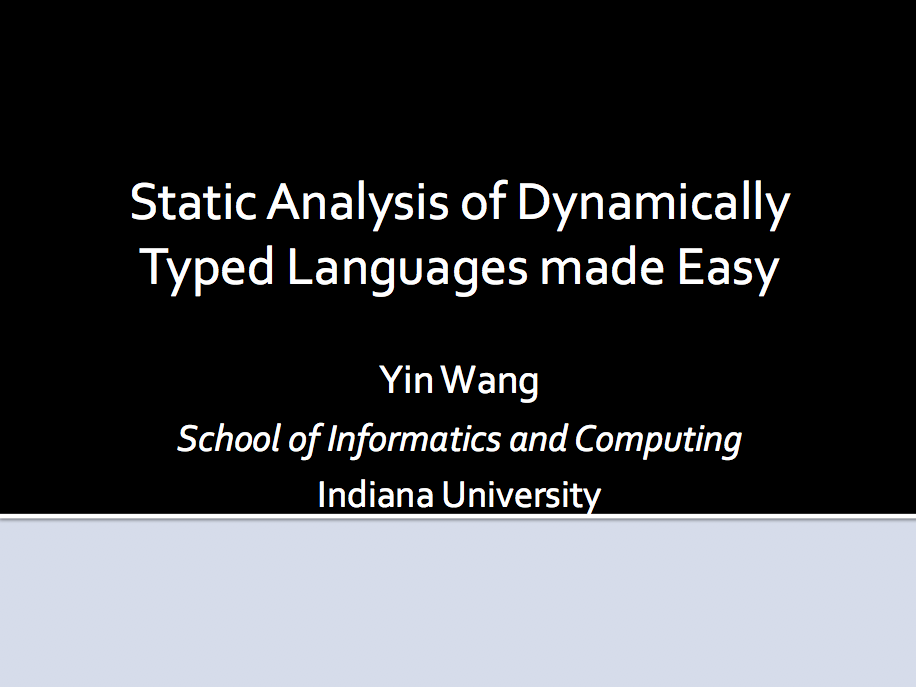 Static Analysis of Dynamically
Typed Languages made Easy
Yin Wang
School of Informatics and Computing
Indiana University